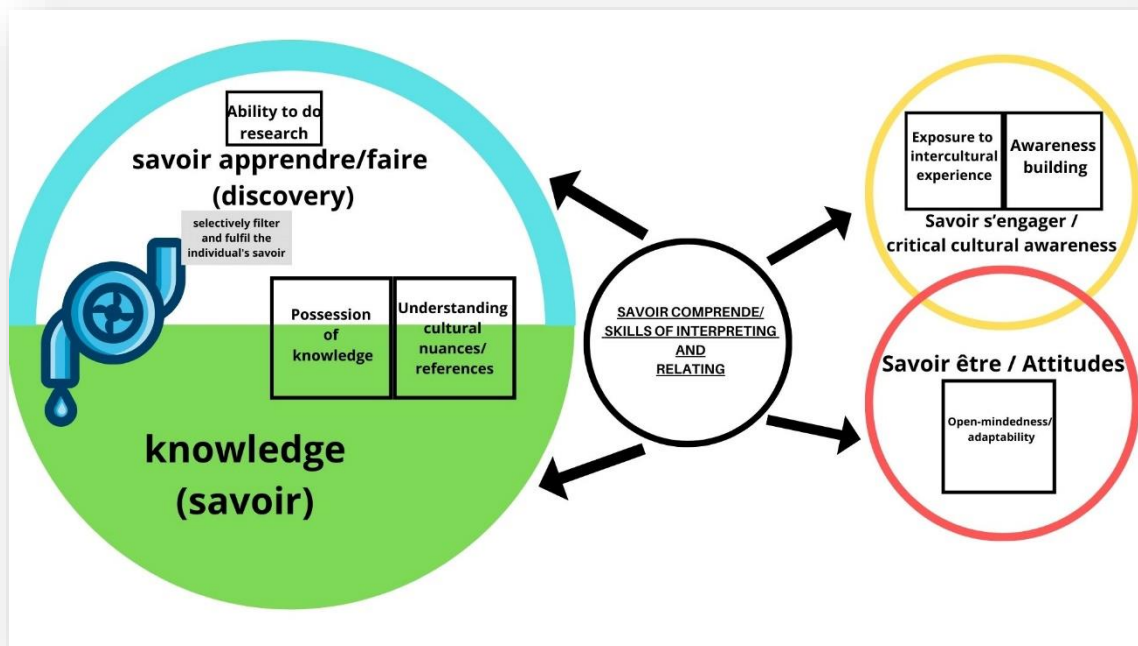 Ability to do
research
savoir apprendre/faire
(discovery)
selectively filter
and fulfil the
individual's savoir
Possession
of
knowledge
Understanding
cultural
nuances/
references
knowledge
(savoir)
SAVOIR COMPRENDE/
SKILLS OF INTERPRETING
AND
RELATING
Exposure to
intercultural
experience
Awareness
building
Savoir s'engager /
critical cultural awareness
Savoir être / Attitudes
Open-mindedness/
adaptability